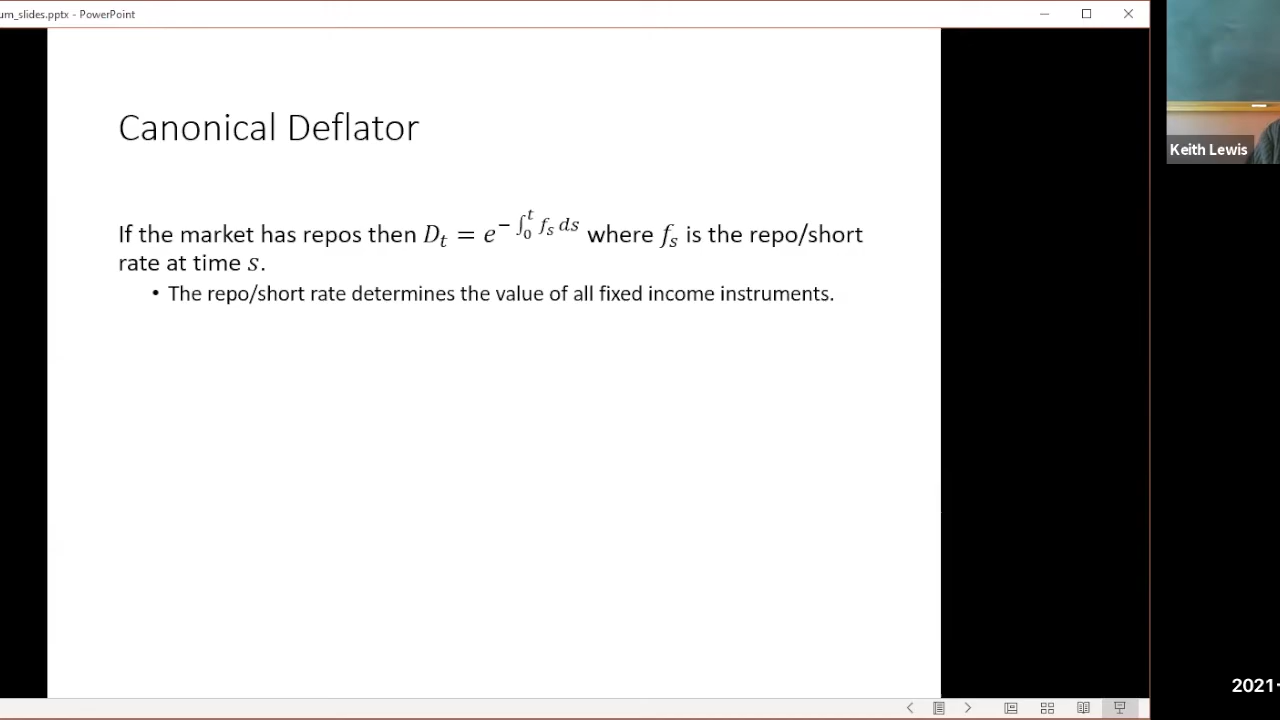 um_slides.pptx - PowerPoint
Canonical Deflator
If the market has repos then $D_t = e^{-\int_0^t f_s \, ds}$ where $f_s$ is the repo/short
rate at time $s$.
• The repo/short rate determines the value of all fixed income instruments.
Keith Lewis
2021-